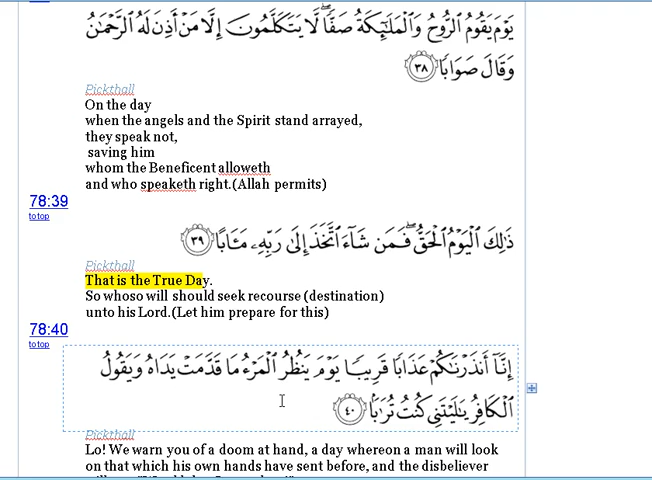 يَوْمَ يَقُومُ ٱلرُّوحُ وَٱلْمَلَٰٓئِكَةُ صَفًّا ۖ لَّا يَتَكَلَّمُونَ إِلَّا مَنْ أَذِنَ لَهُ ٱلرَّحْمَٰنُ
وَقَالَ صَوَابًا ٣٨
Pickthall
On the day
when the angels and the Spirit stand arrayed,
they speak not,
saving him
whom the Beneficent alloweth
and who speaketh right.(Allah permits)
78:39
to top
ذَٰلِكَ ٱلْيَوْمُ ٱلْحَقُّ ۖ فَمَن شَآءَ ٱتَّخَذَ إِلَىٰ رَبِّهِۦ مَـَٔابًا ٣٩
Pickthall
That is the True Day.
So whoso will should seek recourse (destination)
unto his Lord.(Let him prepare for this)
78:40
to top
إِنَّآ أَنذَرْنَٰكُمْ عَذَابًا قَرِيبًا يَوْمَ يَنظُرُ ٱلْمَرْءُ مَا قَدَّمَتْ يَدَاهُ وَيَقُولُ
ٱلْكَافِرُ يَٰلَيْتَنِى كُنتُ تُرَٰبًۢا ٤٠
Pickthall
Lo! We warn you of a doom at hand, a day whereon a man will look
on that which his own hands have sent before, and the disbeliever